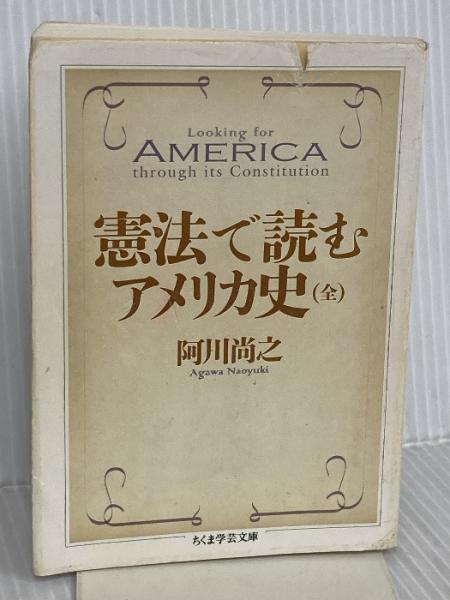 Looking for
AMERICA
through its Constitution
憲法で読む
アメリカ史(全)
阿川尚之
Agawa Naoyuki
ちくま学芸文庫